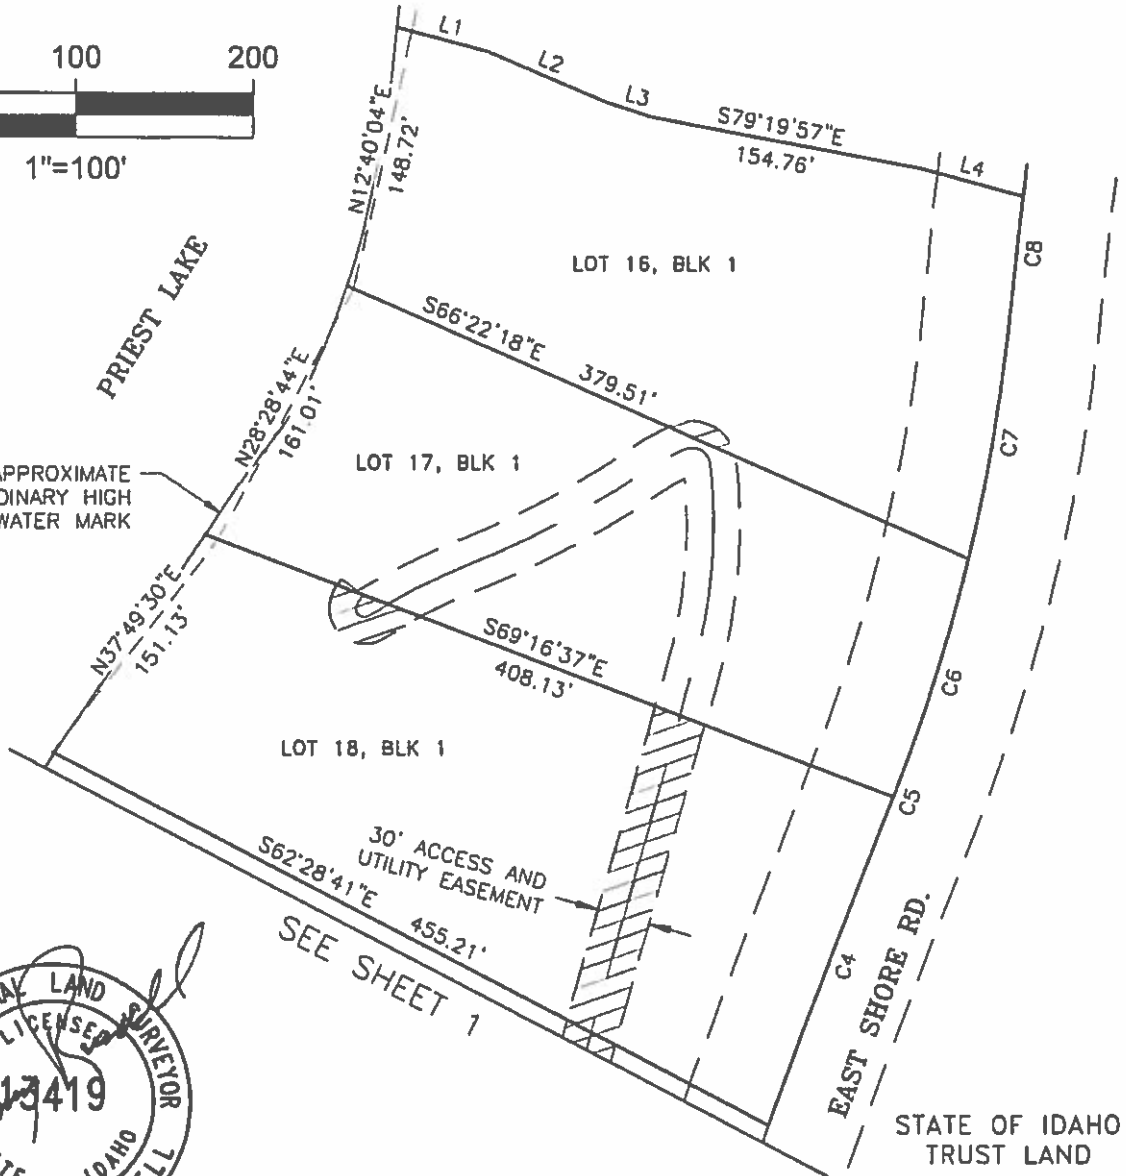 100 200
1"=100'
L1
L2
L3
S79°19'57"E
154.76'
L4
N12°40'04"E
148.72'
C8
LOT 16, BLK 1
PRIEST LAKE
S66°22'18"E
379.51'
N28°28'44"E
161.01'
C7
LOT 17, BLK 1
APPROXIMATE
DINARY HIGH
WATER MARK
N37°49'30"E
151.13'
S69°16'37"E
408.13'
C6
LOT 18, BLK 1
C5
30' ACCESS AND
UTILITY EASEMENT
S62°28'41"E
455.21'
SEE SHEET 1
C4
EAST SHORE RD.
AL LAND SURVEYOR
LICENSED
13419
IDAHO
STATE OF IDAHO
TRUST LAND